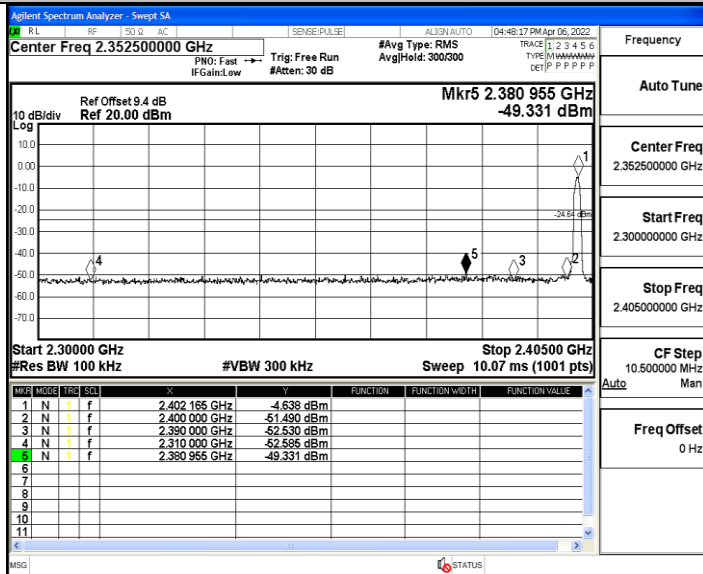 Agilent Spectrum Analyzer - Swept SA
RL RF 50 Ω AC SENSE:PULSE ALIGN AUTO 04:48:17 PM Apr 06, 2022
Center Freq 2.352500000 GHz
PNO: Fast
IFGain:Low
Trig: Free Run
#Atten: 30 dB
#Avg Type: RMS
Avg|Hold: 300/300
TRACE 1 2 3 4 5 6
TYPE M WWWWW
DET P P P P P P
Frequency
Auto Tune
Center Freq
2.352500000 GHz
Start Freq
2.300000000 GHz
Stop Freq
2.405000000 GHz
CF Step
10.500000 MHz
Auto Man
Freq Offset
0 Hz
Mkr5 2.380 955 GHz
-49.331 dBm
Ref Offset 9.4 dB
10 dB/div Ref 20.00 dBm
Log
10.0
0.00
-10.0
-20.0
-30.0
-40.0
-50.0
-60.0
-70.0
1
-24.64 dBm
4 5 3 2
Start 2.30000 GHz Stop 2.40500 GHz
#Res BW 100 kHz #VBW 300 kHz Sweep 10.07 ms (1001 pts)
MKR MODE TRC SCL X Y FUNCTION FUNCTION WIDTH FUNCTION VALUE
1 N 1 f 2.402 165 GHz -4.638 dBm
2 N 1 f 2.400 000 GHz -51.490 dBm
3 N 1 f 2.390 000 GHz -52.530 dBm
4 N 1 f 2.310 000 GHz -52.585 dBm
5 N 1 f 2.380 955 GHz -49.331 dBm
6
7
8
9
10
11
MSG STATUS